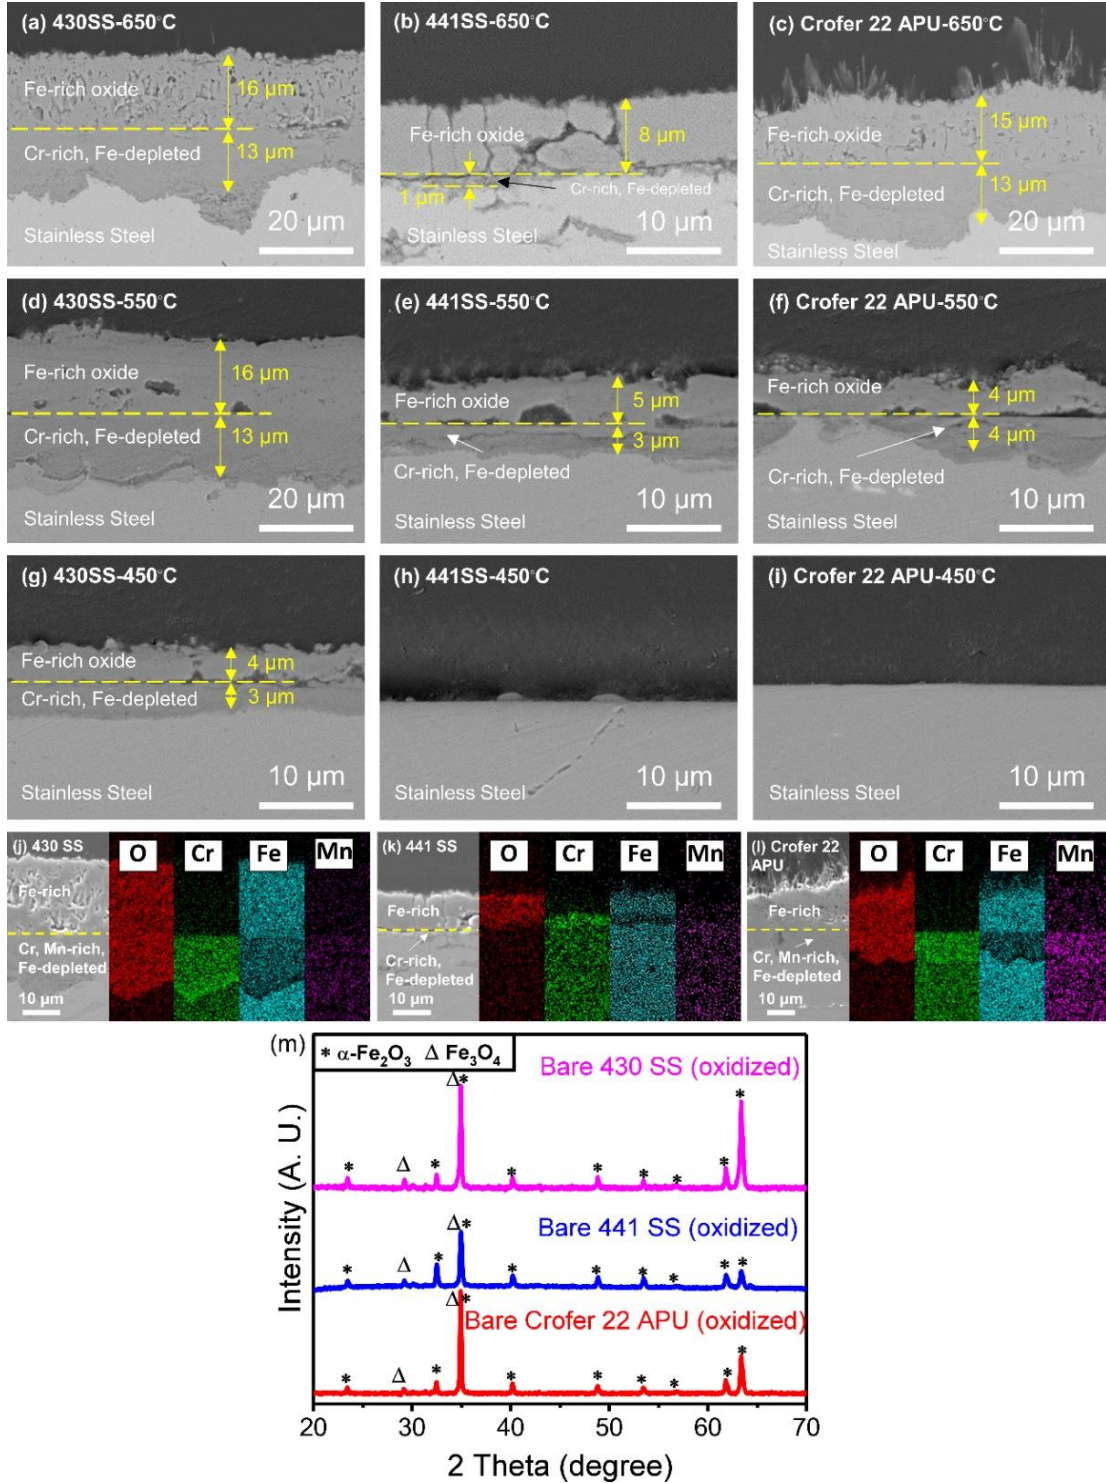 (a) 430SS-650°C
Fe-rich oxide
16 μm
Cr-rich, Fe-depleted
13 μm
Stainless Steel
20 μm
(b) 441SS-650°C
Fe-rich oxide
8 μm
Cr-rich, Fe-depleted
1 μm
10 μm
(c) Crofer 22 APU-650°C
Fe-rich oxide
15 μm
Cr-rich, Fe-depleted
13 μm
Stainless Steel
20 μm
(d) 430SS-550°C
Fe-rich oxide
16 μm
Cr-rich, Fe-depleted
13 μm
Stainless Steel
20 μm
(e) 441SS-550°C
Fe-rich oxide
5 μm
3 μm
Cr-rich, Fe-depleted
Stainless Steel
10 μm
(f) Crofer 22 APU-550°C
Fe-rich oxide
4 μm
4 μm
Cr-rich, Fe-depleted
Stainless Steel
10 μm
(g) 430SS-450°C
Fe-rich oxide
4 μm
Cr-rich, Fe-depleted
3 μm
Stainless Steel
10 μm
(h) 441SS-450°C
Stainless Steel
10 μm
(i) Crofer 22 APU-450°C
Stainless Steel
10 μm
(j) 430 SS
O Cr Fe Mn
Fe-rich
Cr, Mn-rich,
Fe-depleted
10 μm
(k) 441 SS
O Cr Fe Mn
Fe-rich
Cr-rich,
Fe-depleted
10 μm
(l) Crofer 22
APU
O Cr Fe Mn
Fe-rich
Cr, Mn-rich,
Fe-depleted
10 μm
(m)
* α-Fe₂O₃ Δ Fe₃O₄
Bare 430 SS (oxidized)
Δ*
* Δ * * * * * * *
Bare 441 SS (oxidized)
Δ*
* Δ * * * * * * *
Bare Crofer 22 APU (oxidized)
Δ*
* Δ * * * * * * *
Intensity (A. U.)
20 30 40 50 60 70
2 Theta (degree)